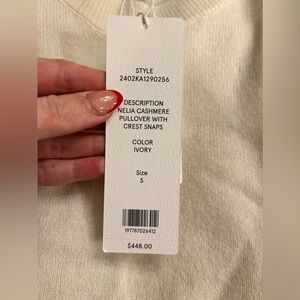 STYLE
2402KA1290256
DESCRIPTION
NELIA CASHMERE
PULLOVER WITH
CREST SNAPS
COLOR
IVORY
Size
S
197787026412
$448.00